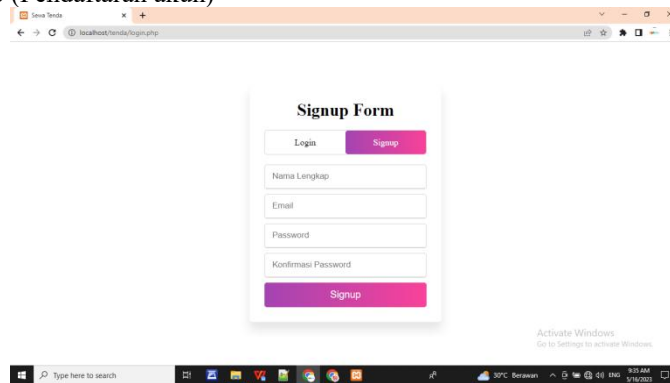 (Pendaftaran akun)
Sewa Tenda
localhost/tenda/login.php
Signup Form
Login Signup
Nama Lengkap
Email
Password
Konfirmasi Password
Signup
Activate Windows
Go to Settings to activate Windows.
Type here to search
30°C Berawan ENG 9:35 AM
5/16/2023